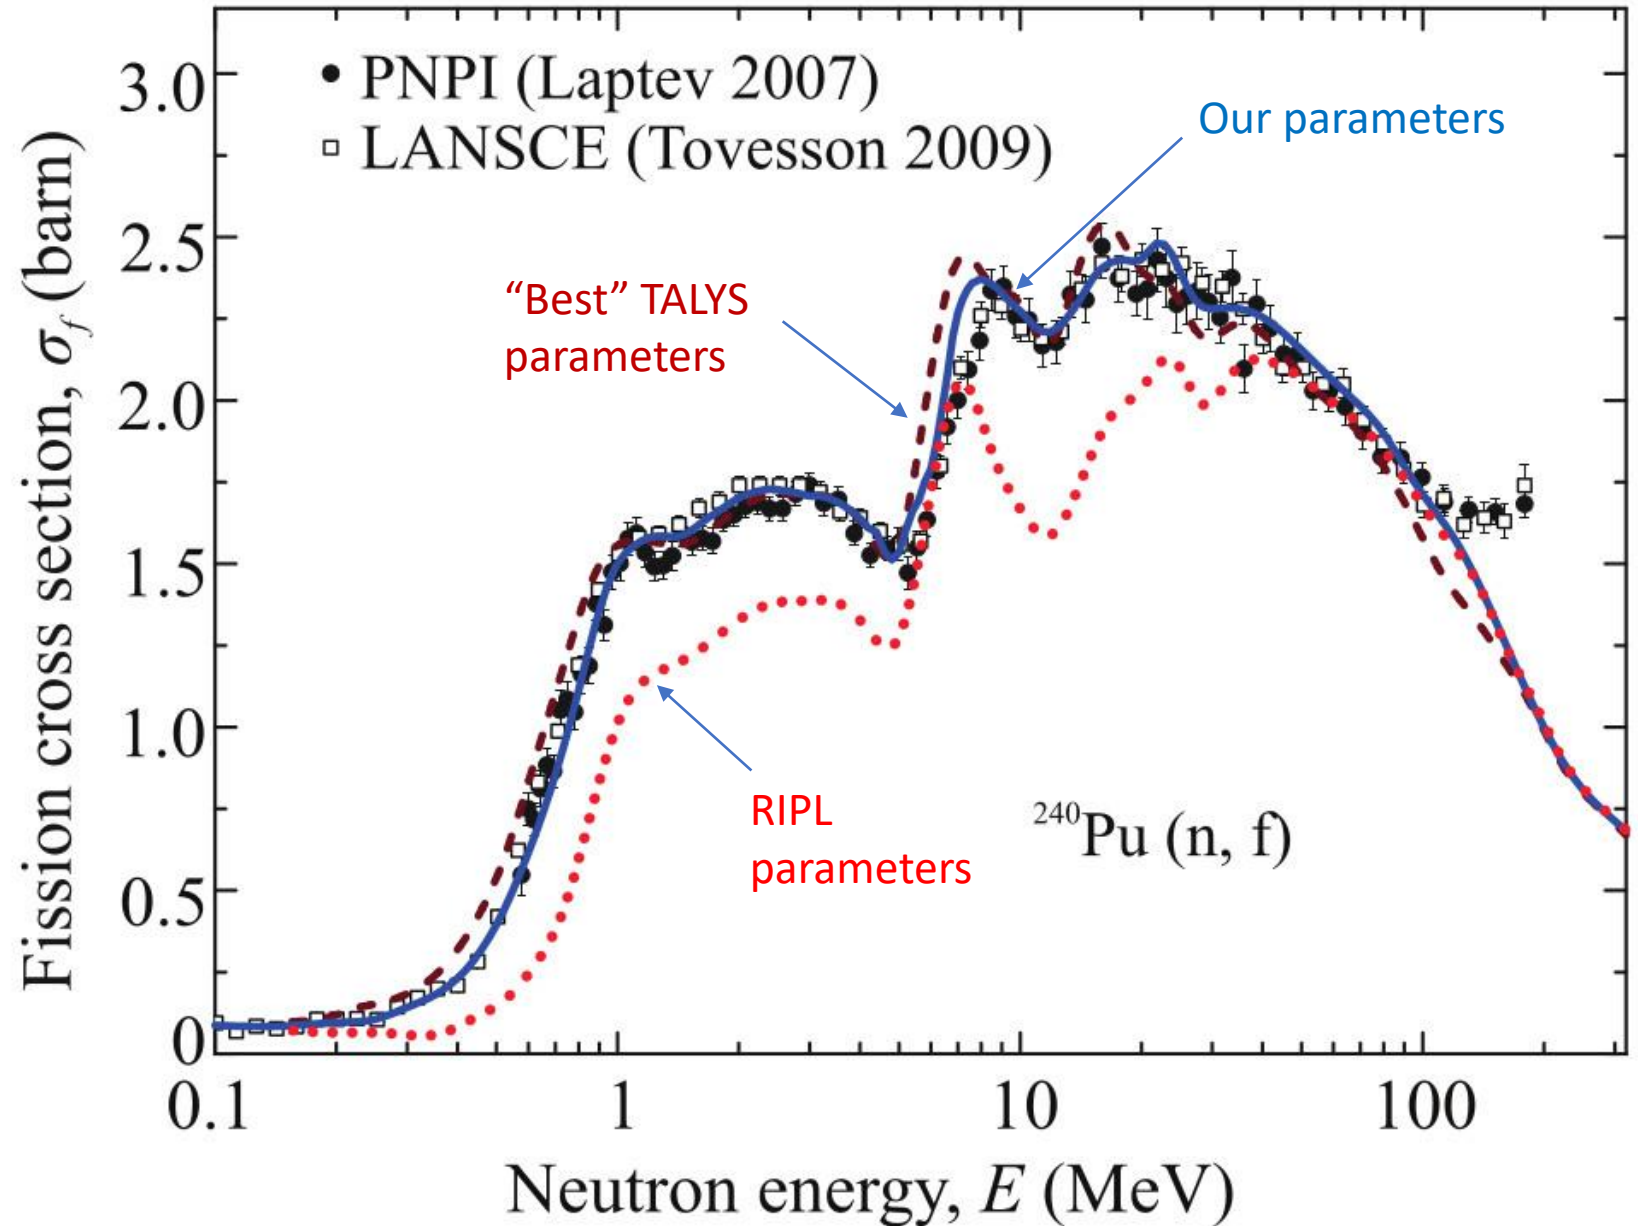 ● PNPI (Laptev 2007)
□ LANSCE (Tovesson 2009)
Our parameters
“Best” TALYS
parameters
RIPL
parameters
²⁴⁰Pu (n, f)
Fission cross section, σf (barn)
3.0
2.5
2.0
1.5
1.0
0.5
0
0.1 1 10 100
Neutron energy, E (MeV)